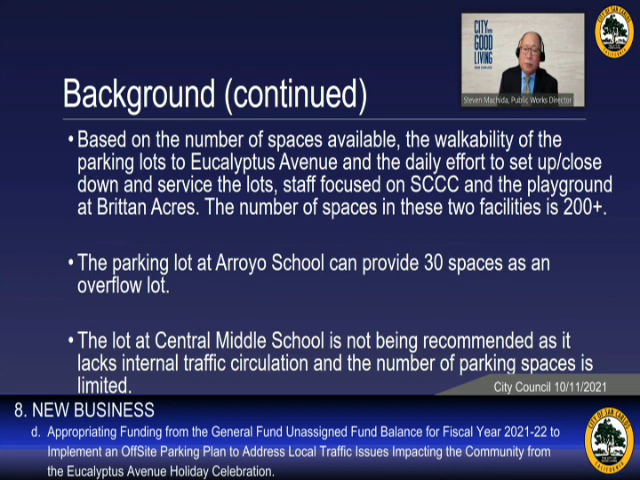 CITY OF SAN CARLOS
CALIFORNIA
CITY
GOOD
LIVING
Steven Machida, Public Works Director
Background (continued)
•Based on the number of spaces available, the walkability of the
parking lots to Eucalyptus Avenue and the daily effort to set up/close
down and service the lots, staff focused on SCCC and the playground
at Brittan Acres. The number of spaces in these two facilities is 200+.
•The parking lot at Arroyo School can provide 30 spaces as an
overflow lot.
•The lot at Central Middle School is not being recommended as it
lacks internal traffic circulation and the number of parking spaces is
limited.
City Council 10/11/2021
8. NEW BUSINESS
d. Appropriating Funding from the General Fund Unassigned Fund Balance for Fiscal Year 2021-22 to
Implement an OffSite Parking Plan to Address Local Traffic Issues Impacting the Community from
the Eucalyptus Avenue Holiday Celebration.
CITY OF SAN CARLOS
CALIFORNIA